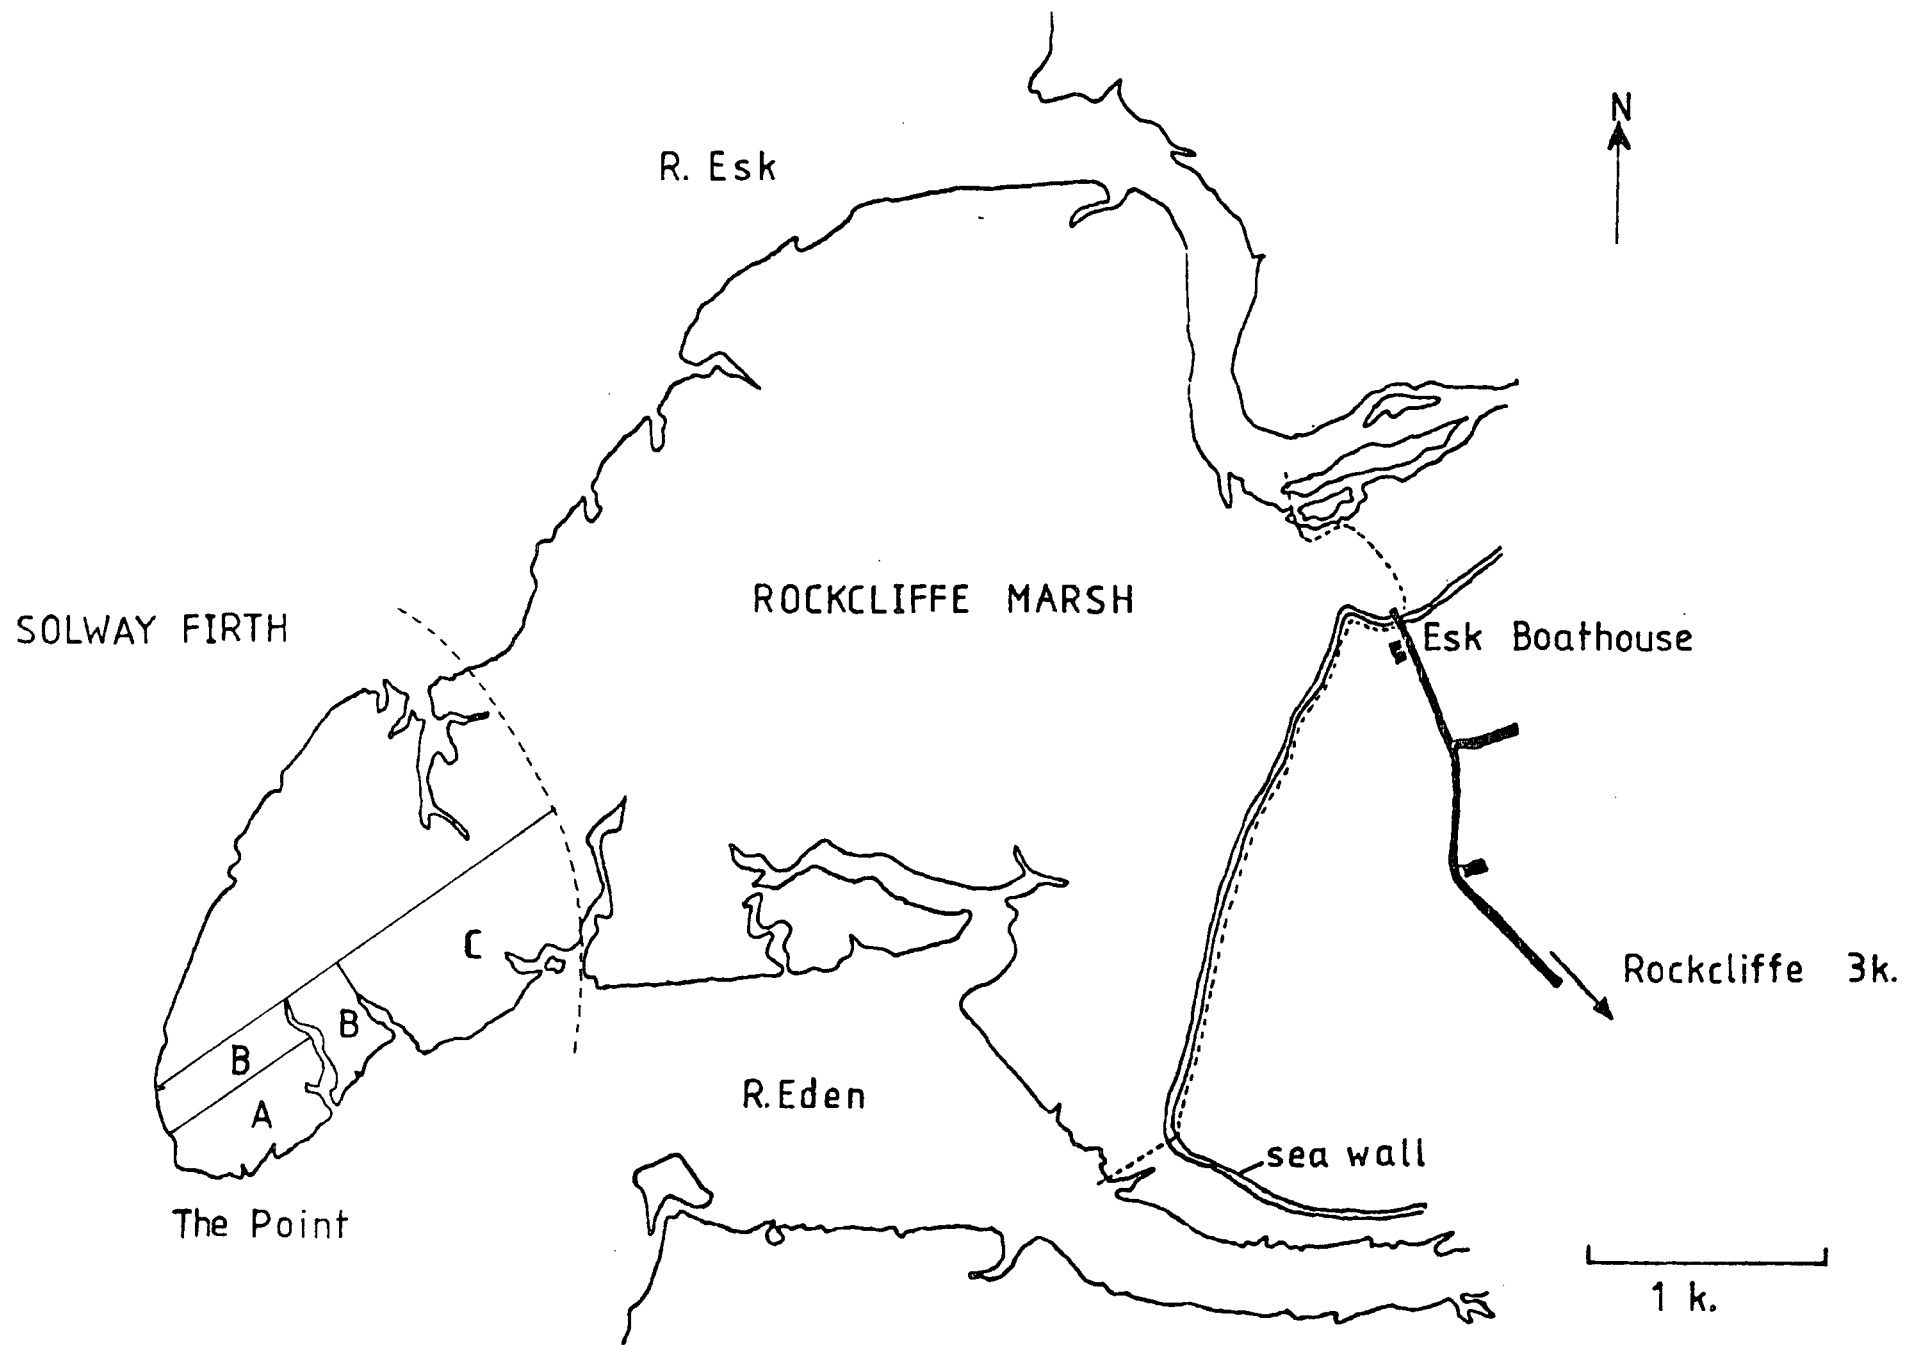 N
R. Esk
ROCKCLIFFE MARSH
SOLWAY FIRTH
Esk Boathouse
C
Rockcliffe 3k.
B
B
R.Eden
A
sea wall
The Point
1 k.